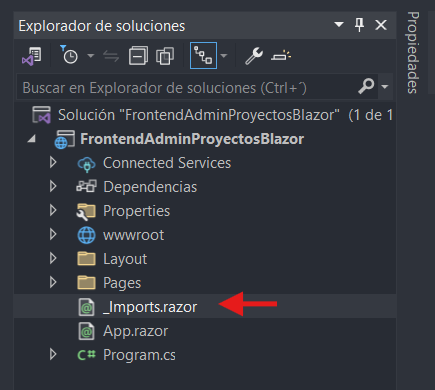 Explorador de soluciones
Buscar en Explorador de soluciones (Ctrl+´)
Solución "FrontendAdminProyectosBlazor" (1 de 1
FrontendAdminProyectosBlazor
Connected Services
Dependencias
Properties
wwwroot
Layout
Pages
_Imports.razor
App.razor
C# Program.cs
Propiedades